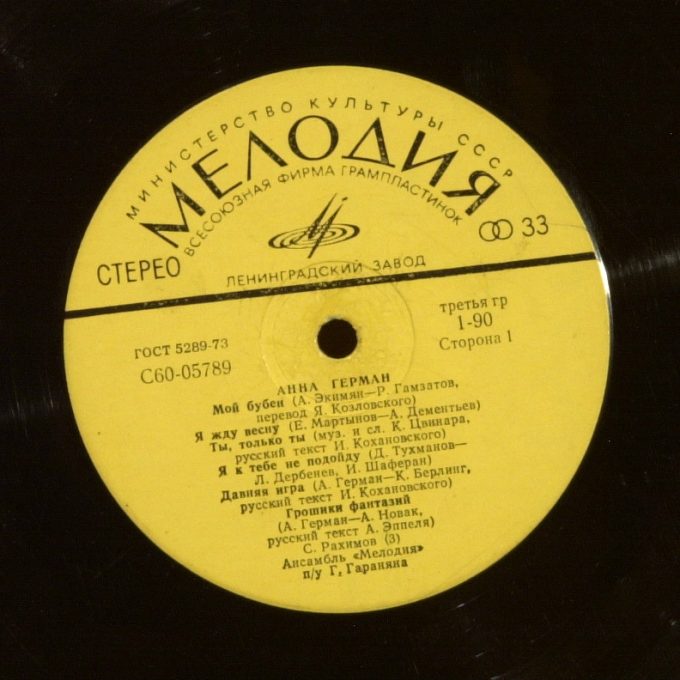 МИНИСТЕРСТВО КУЛЬТУРЫ СССР
МЕЛОДИЯ
ВСЕСОЮЗНАЯ ФИРМА ГРАМПЛАСТИНОК
СТЕРЕО
33
ЛЕНИНГРАДСКИЙ ЗАВОД
ГОСТ 5289-73
С60-05789
третья гр
1-90
Сторона 1
АННА ГЕРМАН
Мой бубен (А. Экимян—Р. Гамзатов,
перевод Я. Козловского)
Я жду весну (Е. Мартынов—А. Дементьев)
Ты, только ты (муз. и сл. К. Цвинара,
русский текст И. Кохановского)
Я к тебе не подойду (Д. Тухманов—
Л. Дербенев, И. Шаферан)
Давняя игра (А. Герман—К. Берлинг,
русский текст И. Кохановского)
Грошики фантазий
(А. Герман—А. Новак,
русский текст А. Эппеля)
С. Рахимов (3)
Ансамбль «Мелодия»
п/у Г. Гараняна